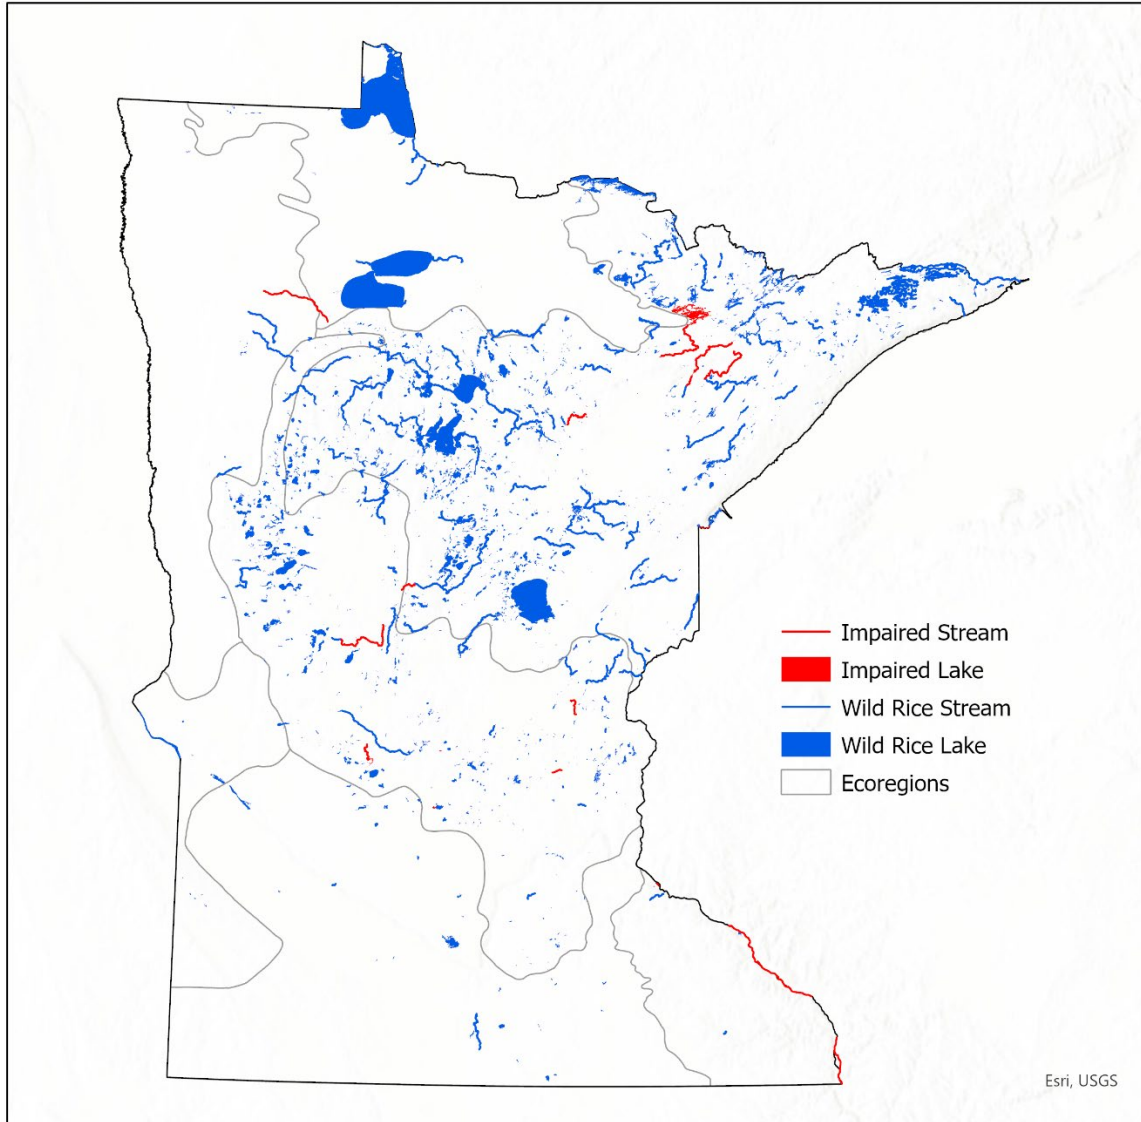 Impaired Stream
Impaired Lake
Wild Rice Stream
Wild Rice Lake
Ecoregions
Esri, USGS